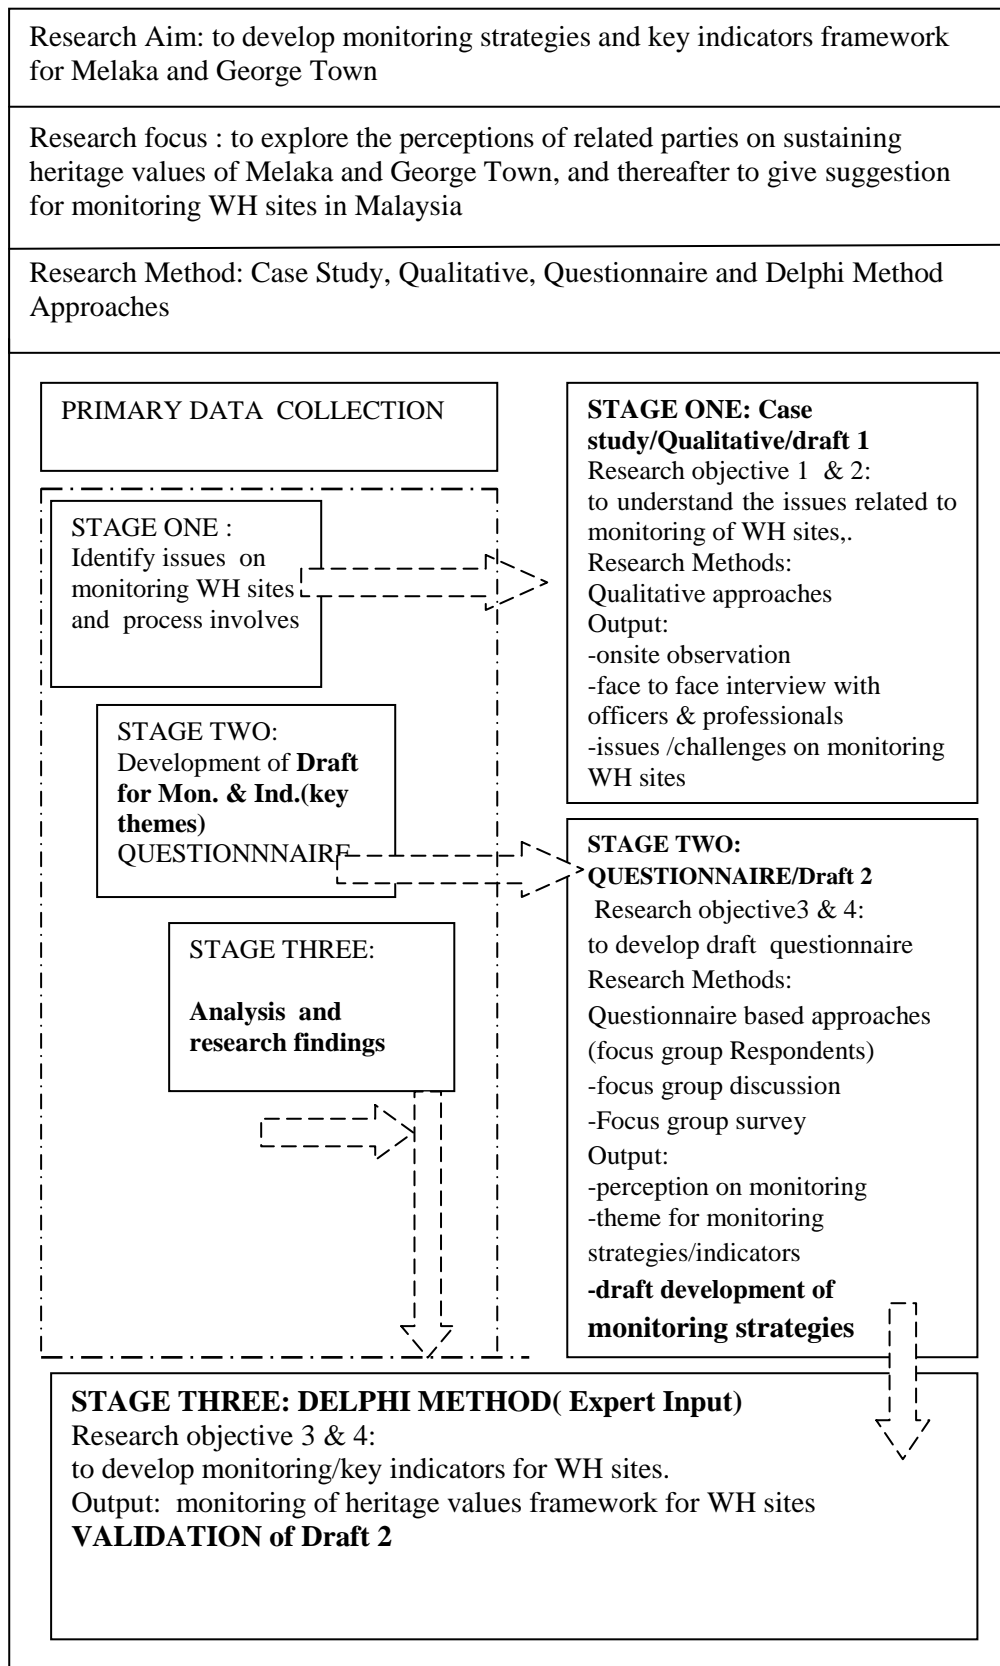 Research Aim: to develop monitoring strategies and key indicators framework
for Melaka and George Town
Research focus : to explore the perceptions of related parties on sustaining
heritage values of Melaka and George Town, and thereafter to give suggestion
for monitoring WH sites in Malaysia
Research Method: Case Study, Qualitative, Questionnaire and Delphi Method
Approaches
PRIMARY DATA COLLECTION
STAGE ONE :
Identify issues on
monitoring WH sites
and process involves
STAGE TWO:
Development of Draft
for Mon. & Ind.(key
themes)
QUESTIONNNAIRE
STAGE THREE:
Analysis and
research findings
STAGE ONE: Case
study/Qualitative/draft 1
Research objective 1 & 2:
to understand the issues related to
monitoring of WH sites,.
Research Methods:
Qualitative approaches
Output:
-onsite observation
-face to face interview with
officers & professionals
-issues /challenges on monitoring
WH sites
STAGE TWO:
QUESTIONNAIRE/Draft 2
Research objective3 & 4:
to develop draft questionnaire
Research Methods:
Questionnaire based approaches
(focus group Respondents)
-focus group discussion
-Focus group survey
Output:
-perception on monitoring
-theme for monitoring
strategies/indicators
-draft development of
monitoring strategies
STAGE THREE: DELPHI METHOD( Expert Input)
Research objective 3 & 4:
to develop monitoring/key indicators for WH sites.
Output: monitoring of heritage values framework for WH sites
VALIDATION of Draft 2